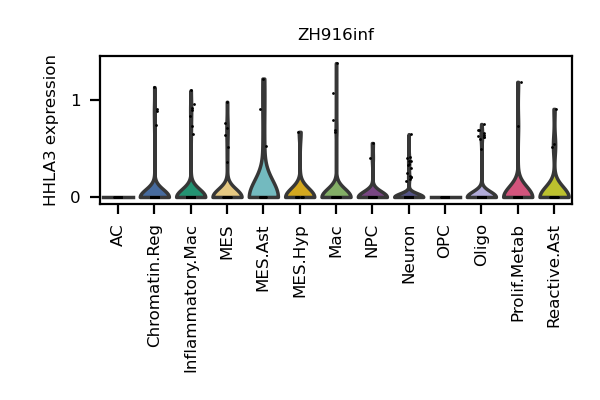 ZH916inf
HHLA3 expression
1
0
AC
Chromatin.Reg
Inflammatory.Mac
MES
MES.Ast
MES.Hyp
Mac
NPC
Neuron
OPC
Oligo
Prolif.Metab
Reactive.Ast